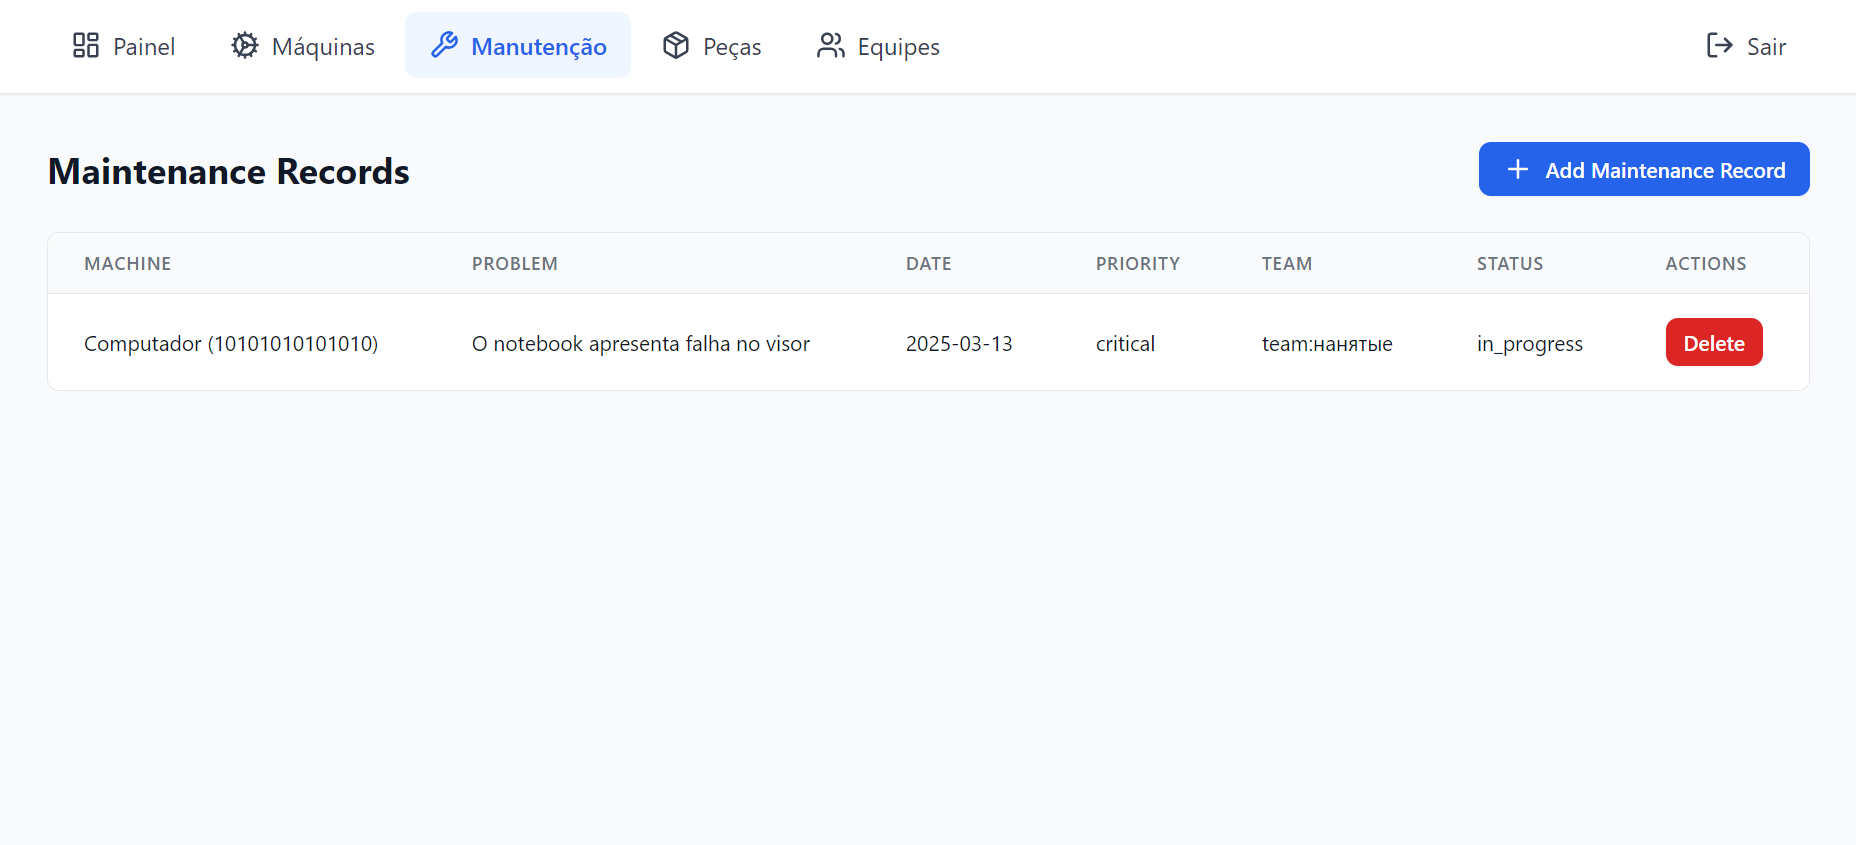 Painel Máquinas Manutenção Peças Equipes Sair
Maintenance Records Add Maintenance Record
MACHINE PROBLEM DATE PRIORITY TEAM STATUS ACTIONS
Computador (10101010101010) O notebook apresenta falha no visor 2025-03-13 critical team:нанятые in_progress Delete